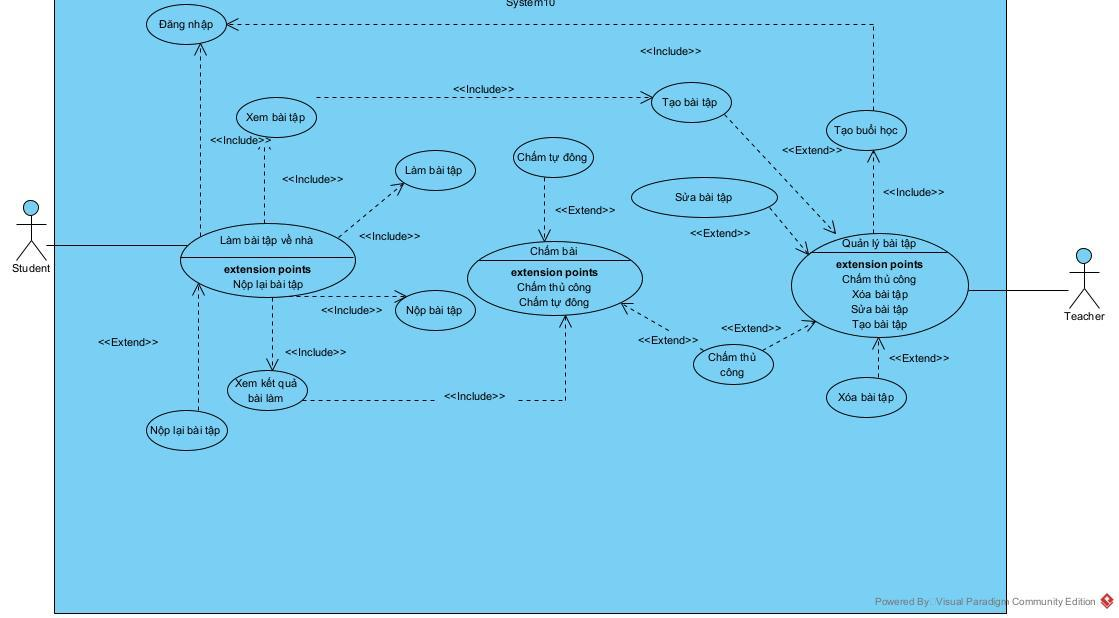 System10
Đăng nhập
<<Include>>
<<Include>>
Xem bài tập
Tạo bài tập
Tạo buổi học
<<Include>>
<<Extend>>
Chấm tự đông
Làm bài tập
<<Include>>
<<Include>>
Sửa bài tập
<<Extend>>
<<Include>>
<<Extend>>
Làm bài tập về nhà
extension points
Nộp lại bài tập
Student
Chấm bài
extension points
Chấm thủ công
Chấm tự đông
Quản lý bài tập
extension points
Chấm thủ công
Xóa bài tập
Sửa bài tập
Tạo bài tập
Teacher
<<Include>>
Nộp bài tập
<<Extend>>
<<Extend>>
<<Extend>>
<<Include>>
Chấm thủ
công
<<Extend>>
Xem kết quả
bài làm
<<Include>>
Xóa bài tập
Nộp lại bài tập
Powered By: Visual Paradigm Community Edition